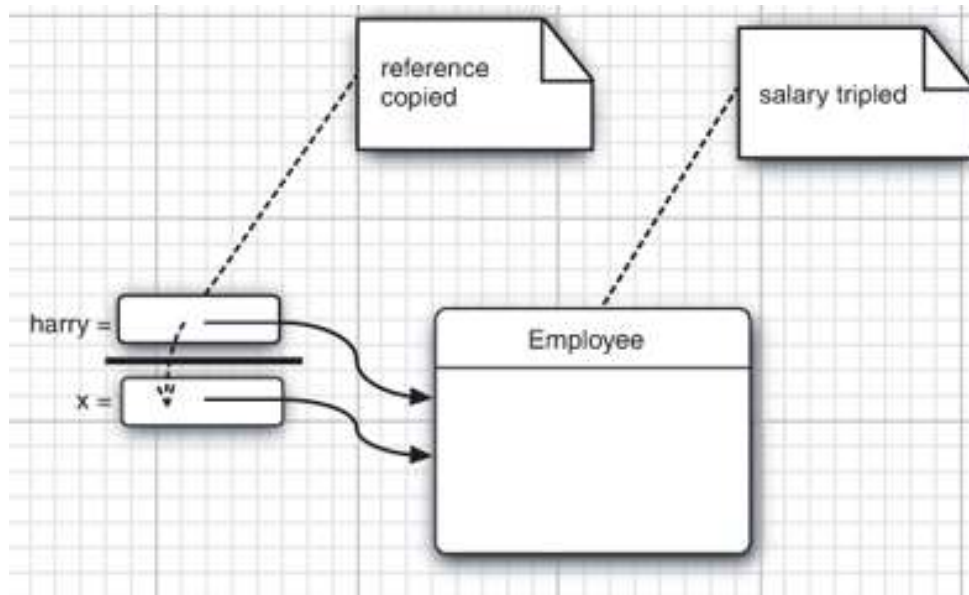 reference
copied
salary tripled
harry =
Employee
x =